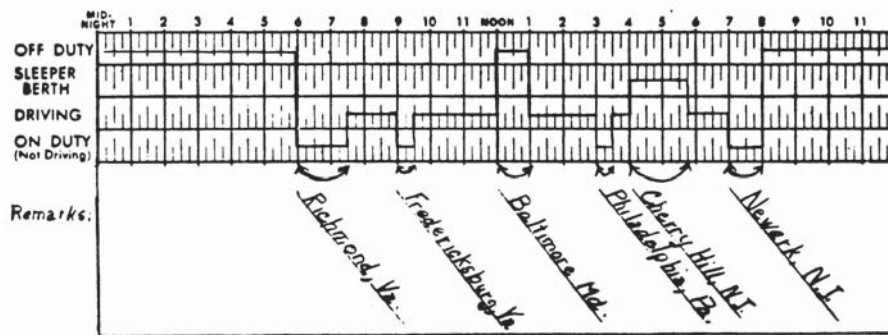 MID-
NIGHT 1 2 3 4 5 6 7 8 9 10 11 NOON 1 2 3 4 5 6 7 8 9 10 11
OFF DUTY
SLEEPER
BERTH
DRIVING
ON DUTY
(Not Driving)
Remarks:
Richmond, Va.
Fredericksburg, Va
Baltimore Md.
Philadelphia, Pa.
Cherry Hill, N.J.
Newark, N.J.